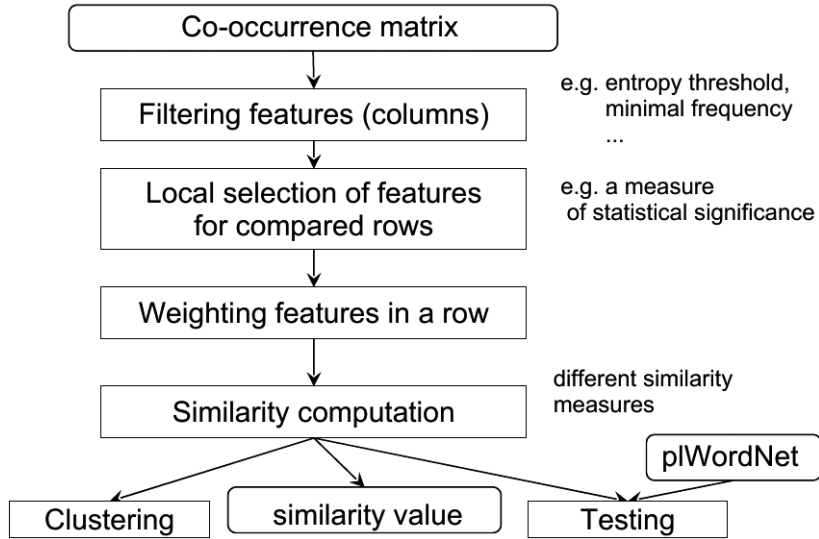 Co-occurrence matrix
Filtering features (columns)
e.g. entropy threshold,
minimal frequency
...
Local selection of features
for compared rows
e.g. a measure
of statistical significance
Weighting features in a row
Similarity computation
different similarity
measures
plWordNet
Clustering
similarity value
Testing